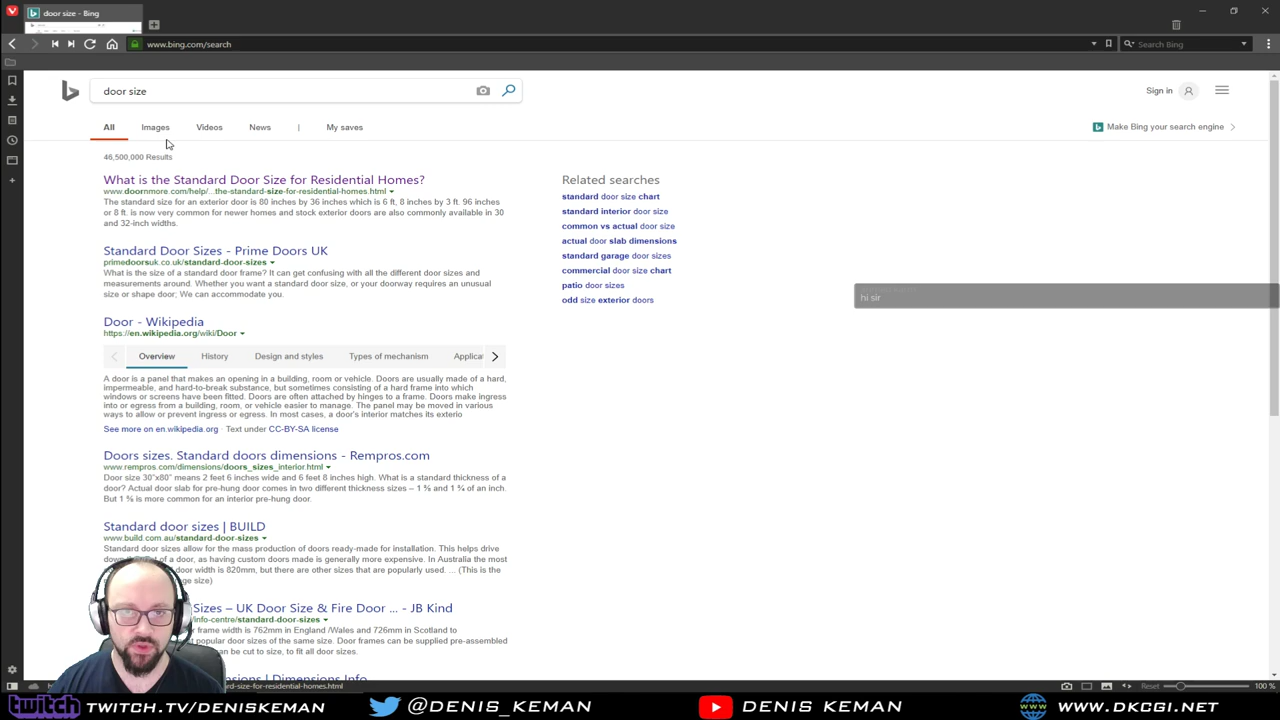 door size - Bing
www.bing.com/search
Search Bing
door size
Sign in
All
Images
Videos
News
|
My saves
Make Bing your search engine
46,500,000 Results
What is the Standard Door Size for Residential Homes?
www.doornmore.com/help/...the-standard-size-for-residential-homes.html
The standard size for an exterior door is 80 inches by 36 inches which is 6 ft, 8 inches by 3 ft. 96 inches
or 8 ft. is now very common for newer homes and stock exterior doors are also commonly available in 30
and 32-inch widths.
Standard Door Sizes - Prime Doors UK
primedoorsuk.co.uk/standard-door-sizes
What is the size of a standard door frame? It can get confusing with all the different door sizes and
measurements around. Whether you want a standard door size, or your doorway requires an unusual
size or shape door; We can accommodate you.
Door - Wikipedia
https://en.wikipedia.org/wiki/Door
Overview
History
Design and styles
Types of mechanism
Applicat
A door is a panel that makes an opening in a building, room or vehicle. Doors are usually made of a hard,
impermeable, and hard-to-break substance, but sometimes consisting of a hard frame into which
windows or screens have been fitted. Doors are often attached by hinges to a frame. Doors make ingress
into or egress from a building, room, or vehicle easier to manage. The panel may be moved in various
ways to allow or prevent ingress or egress. In most cases, a door's interior matches its exterio
See more on en.wikipedia.org · Text under CC-BY-SA license
Doors sizes. Standard doors dimensions - Rempros.com
www.rempros.com/dimensions/doors_sizes_interior.html
Door size 30"x80" means 2 feet 6 inches wide and 6 feet 8 inches high. What is a standard thickness of a
door? Actual door slab for pre-hung door comes in two different thickness sizes – 1 ⅜ and 1 ¾ of an inch.
But 1 ⅜ is more common for an interior pre-hung door.
Standard door sizes | BUILD
www.build.com.au/standard-door-sizes
Standard door sizes allow for the mass production of doors ready-made for installation. This helps drive
down of a door, as having custom doors made is generally more expensive. In Australia the most
door width is 820mm, but there are other sizes that are popularly used. ... (This is the
size)
Sizes – UK Door Size & Fire Door ... - JB Kind
/info-centre/standard-door-sizes
frame width is 762mm in England /Wales and 726mm in Scotland to
popular door sizes of the same size. Door frames can be supplied pre-assembled
can be cut to size, to fit all door sizes.
| Dimensions Info
Related searches
standard door size chart
standard interior door size
common vs actual door size
actual door slab dimensions
standard garage door sizes
commercial door size chart
patio door sizes
odd size exterior doors
hi sir
d-size-for-residential-homes.html
Reset
100 %
twitch
TWITCH.TV/DENISKEMAN
@DENIS_KEMAN
DENIS KEMAN
WWW.DKCGI.NET